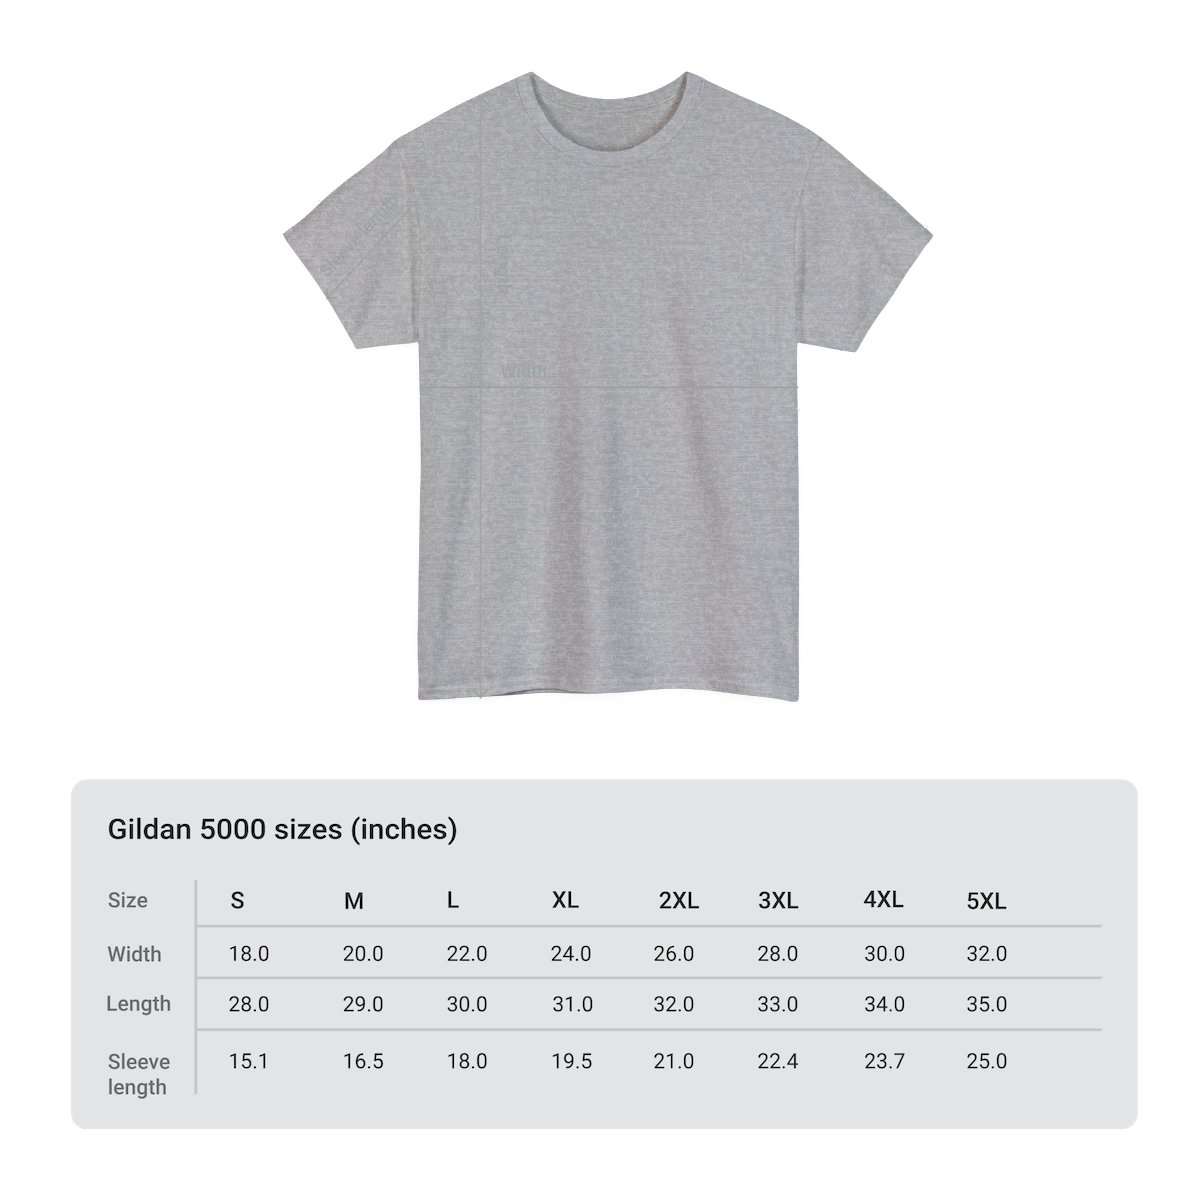 Sleeve length
Length
Width
Gildan 5000 sizes (inches)
Size S M L XL 2XL 3XL 4XL 5XL
Width 18.0 20.0 22.0 24.0 26.0 28.0 30.0 32.0
Length 28.0 29.0 30.0 31.0 32.0 33.0 34.0 35.0
Sleeve 15.1 16.5 18.0 19.5 21.0 22.4 23.7 25.0
length